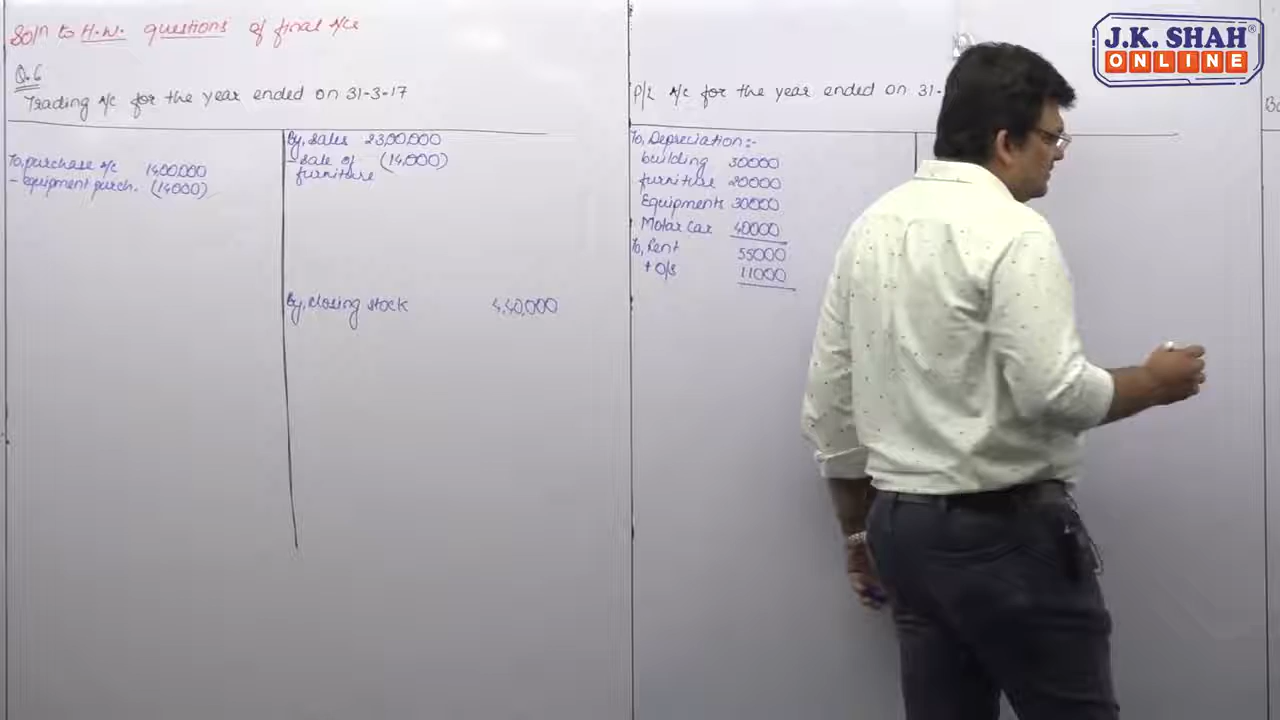 Sol^n to H.W. questions of final A/cs
Q.6
Trading A/c for the year ended on 31-3-17
By, Sales 23,00,000
Sale of (14,000)
furniture
To, purchase A/c 14,00,000
- equipment purch. (14000)
By, closing stock 4,40,000
P/L A/c for the year ended on 31-
To, Depreciation:-
building 30000
furniture 20000
Equipments 30000
Motar Car 40000
To, Rent 55000
+ O/S 11000
J.K. SHAH®
ONLINE